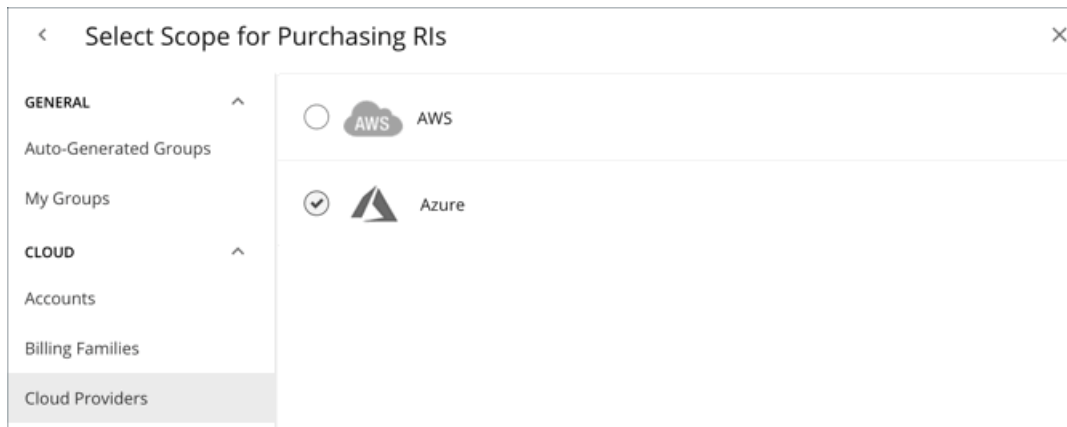 Select Scope for Purchasing RIs
GENERAL
Auto-Generated Groups
My Groups
CLOUD
Accounts
Billing Families
Cloud Providers
AWS AWS
Azure